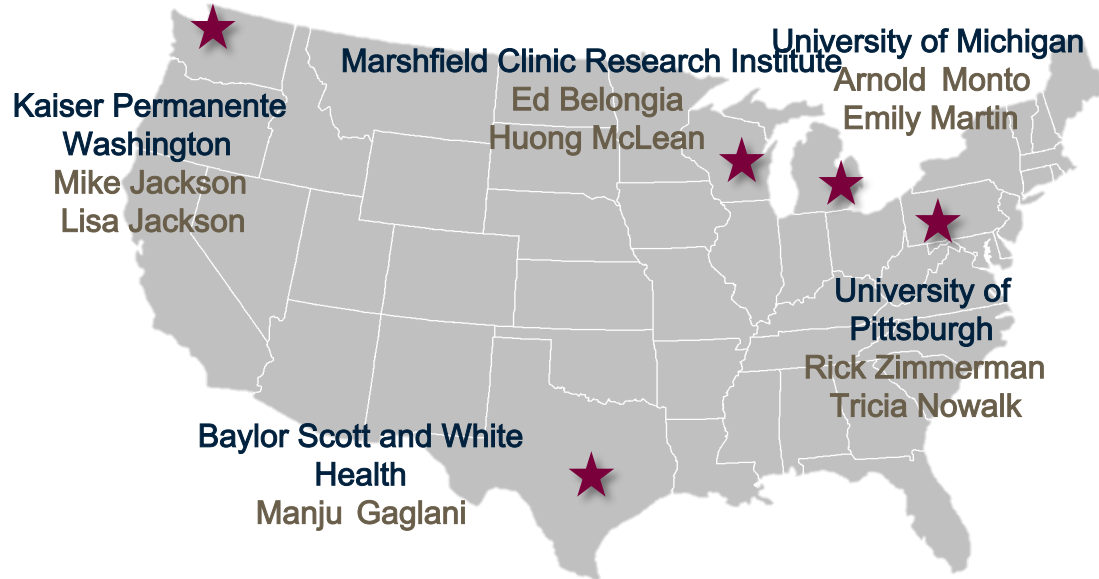 University of Michigan
Arnold Monto
Emily Martin
Marshfield Clinic Research Institute
Ed Belongia
Huong McLean
Kaiser Permanente
Washington
Mike Jackson
Lisa Jackson
University of
Pittsburgh
Rick Zimmerman
Tricia Nowalk
Baylor Scott and White
Health
Manju Gaglani